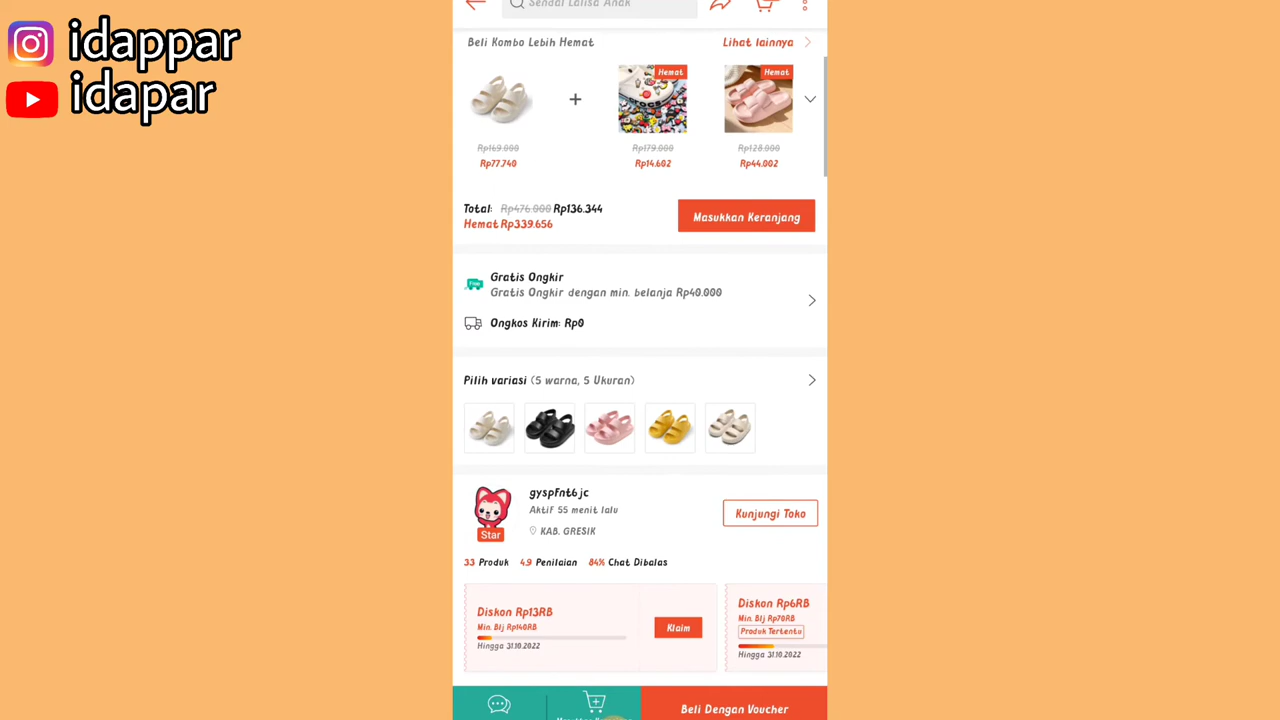 idappar
idapar
Sendal Lalisa Anak
Beli Kombo Lebih Hemat
Lihat lainnya
Hemat
Hemat
+
Rp169.000
Rp179.000
Rp128.000
Rp77.740
Rp14.602
Rp44.002
Total: Rp476.000 Rp136.344
Hemat Rp339.656
Masukkan Keranjang
Free
Gratis Ongkir
Gratis Ongkir dengan min. belanja Rp40.000
Ongkos Kirim: Rp0
Pilih variasi (5 warna, 5 Ukuran)
gyspfnt6jc
Aktif 55 menit lalu
KAB. GRESIK
Star
Kunjungi Toko
33 Produk 4.9 Penilaian 84% Chat Dibalas
Diskon Rp13RB
Min. Blj Rp140RB
Hingga 31.10.2022
Klaim
Diskon Rp6RB
Min. Blj Rp70RB
Produk Tertentu
Hingga 31.10.2022
Beli Dengan Voucher